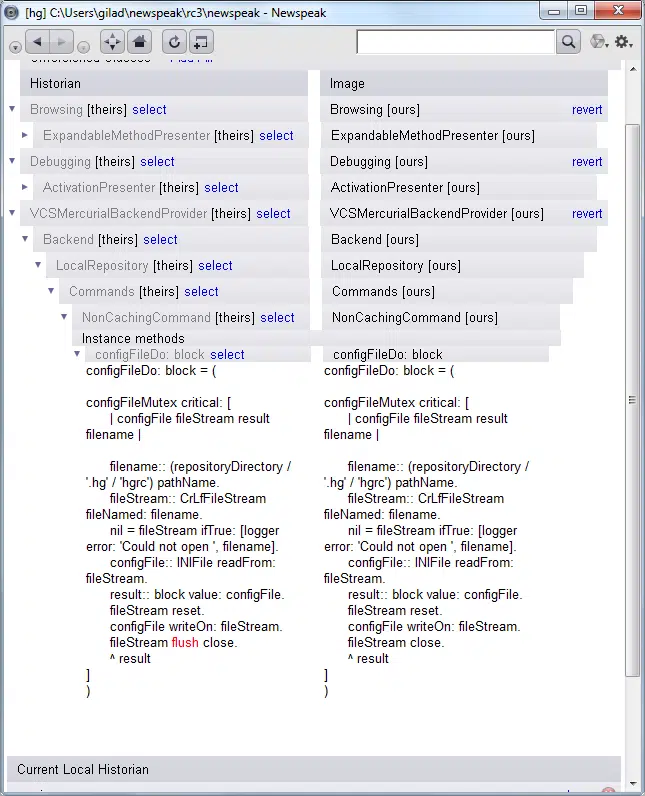 [hg] C:\Users\gilad\newspeak\rc3\newspeak - Newspeak
Historian Image
Browsing [theirs] select Browsing [ours] revert
ExpandableMethodPresenter [theirs] select ExpandableMethodPresenter [ours]
Debugging [theirs] select Debugging [ours] revert
ActivationPresenter [theirs] select ActivationPresenter [ours]
VCSMercurialBackendProvider [theirs] select VCSMercurialBackendProvider [ours] revert
Backend [theirs] select Backend [ours]
LocalRepository [theirs] select LocalRepository [ours]
Commands [theirs] select Commands [ours]
NonCachingCommand [theirs] select NonCachingCommand [ours]
Instance methods
configFileDo: block select configFileDo: block
configFileDo: block = (
configFileMutex critical: [
| configFile fileStream result
filename |
filename:: (repositoryDirectory /
'.hg' / 'hgrc') pathName.
fileStream:: CrLfFileStream
fileNamed: filename.
nil = fileStream ifTrue: [logger
error: 'Could not open ', filename].
configFile:: INIFile readFrom:
fileStream.
result:: block value: configFile.
fileStream reset.
configFile writeOn: fileStream.
fileStream flush close.
^ result
]
)
configFileDo: block = (
configFileMutex critical: [
| configFile fileStream result
filename |
filename:: (repositoryDirectory /
'.hg' / 'hgrc') pathName.
fileStream:: CrLfFileStream
fileNamed: filename.
nil = fileStream ifTrue: [logger
error: 'Could not open ', filename].
configFile:: INIFile readFrom:
fileStream.
result:: block value: configFile.
fileStream reset.
configFile writeOn: fileStream.
fileStream close.
^ result
]
)
Current Local Historian